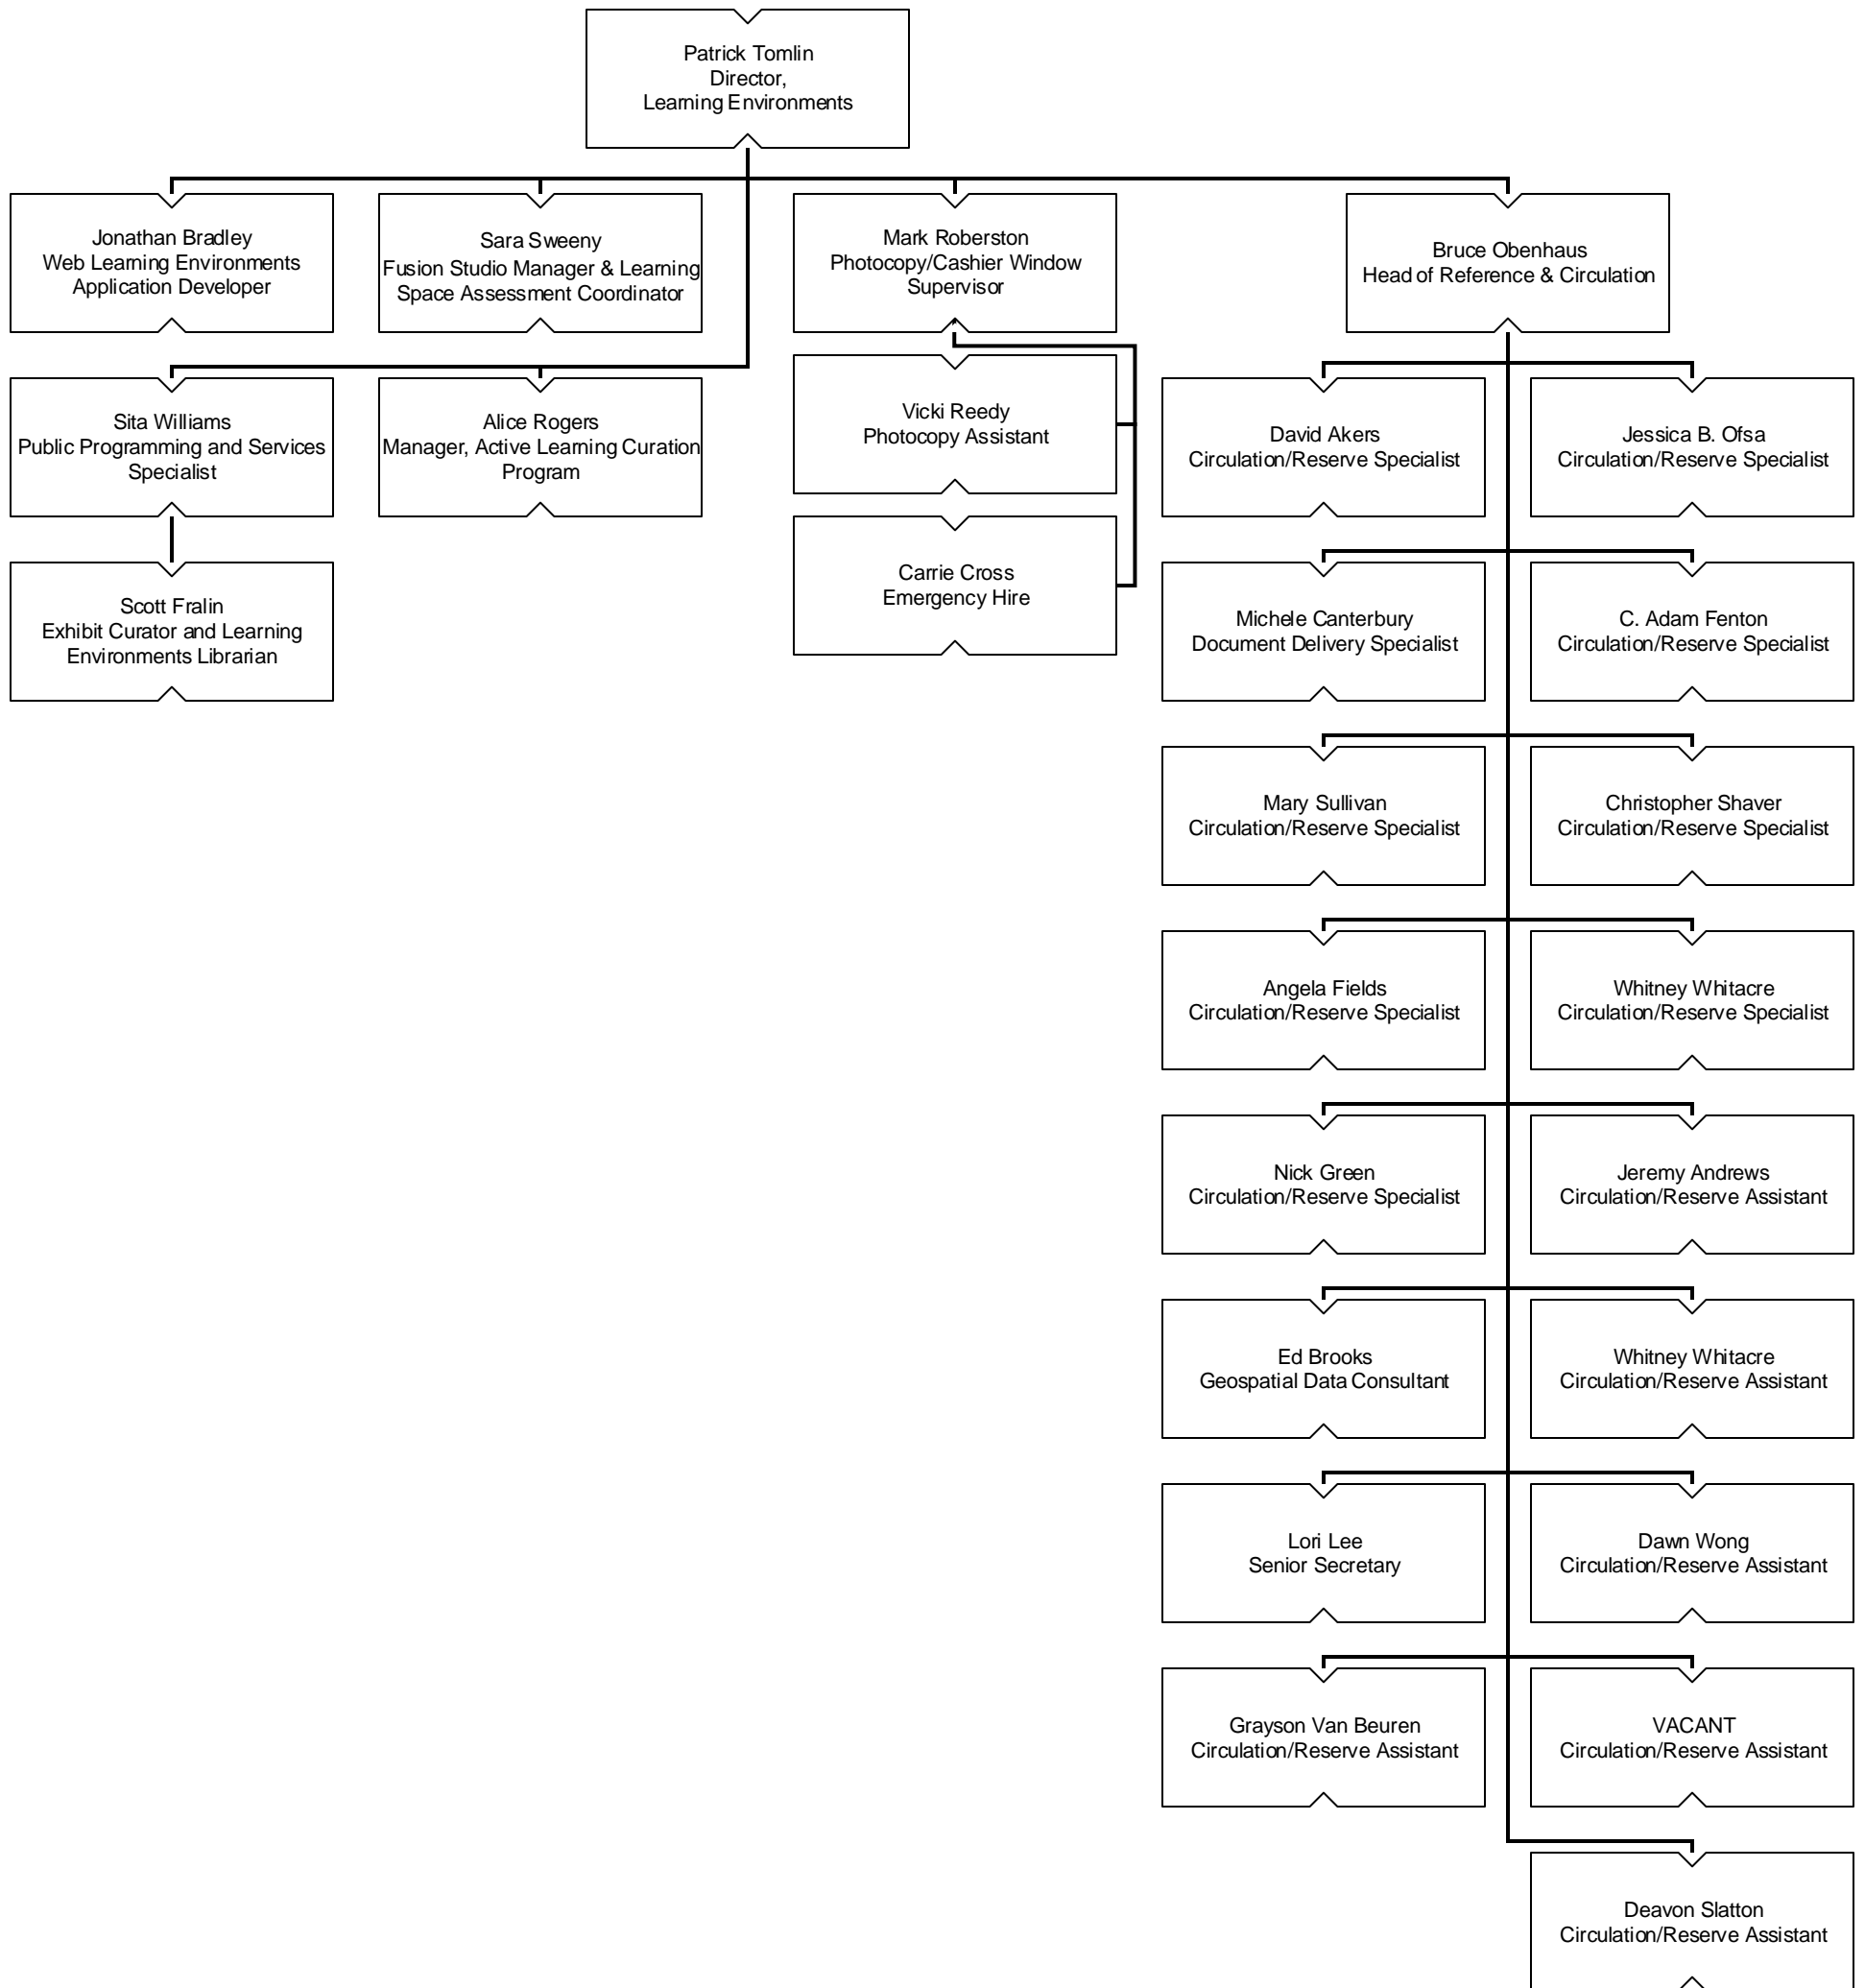 Patrick Tomlin
Director,
Learning Environments
Jonathan Bradley
Web Learning Environments
Application Developer
Sara Sweeny
Fusion Studio Manager & Learning
Space Assessment Coordinator
Mark Roberston
Photocopy/Cashier Window
Supervisor
Bruce Obenhaus
Head of Reference & Circulation
Sita Williams
Public Programming and Services
Specialist
Alice Rogers
Manager, Active Learning Curation
Program
Vicki Reedy
Photocopy Assistant
David Akers
Circulation/Reserve Specialist
Jessica B. Ofsa
Circulation/Reserve Specialist
Scott Fralin
Exhibit Curator and Learning
Environments Librarian
Carrie Cross
Emergency Hire
Michele Canterbury
Document Delivery Specialist
C. Adam Fenton
Circulation/Reserve Specialist
Mary Sullivan
Circulation/Reserve Specialist
Christopher Shaver
Circulation/Reserve Specialist
Angela Fields
Circulation/Reserve Specialist
Whitney Whitacre
Circulation/Reserve Specialist
Nick Green
Circulation/Reserve Specialist
Jeremy Andrews
Circulation/Reserve Assistant
Ed Brooks
Geospatial Data Consultant
Whitney Whitacre
Circulation/Reserve Assistant
Lori Lee
Senior Secretary
Dawn Wong
Circulation/Reserve Assistant
Grayson Van Beuren
Circulation/Reserve Assistant
VACANT
Circulation/Reserve Assistant
Deavon Slatton
Circulation/Reserve Assistant